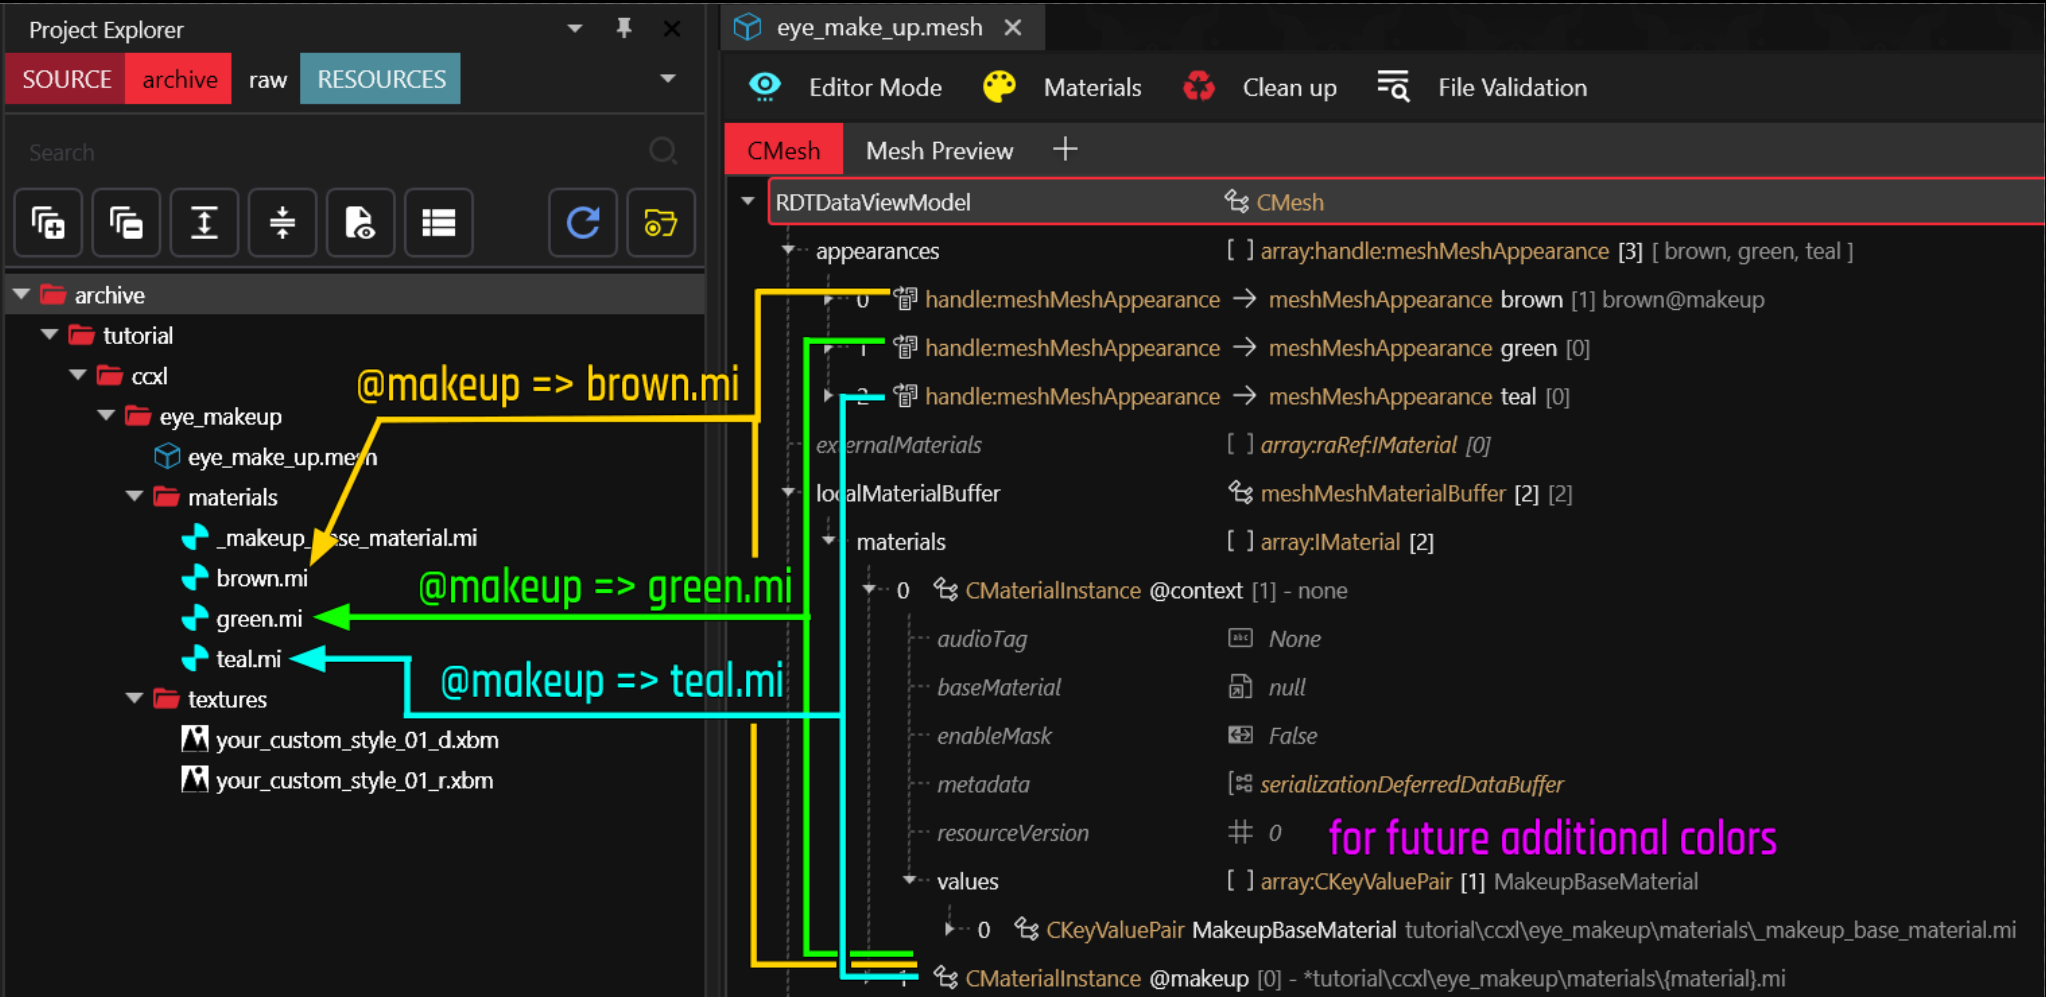 Project Explorer
SOURCE archive raw RESOURCES
Search
archive
tutorial
ccxl
eye_makeup
eye_make_up.mesh
materials
_makeup_base_material.mi
brown.mi
green.mi
teal.mi
textures
your_custom_style_01_d.xbm
your_custom_style_01_r.xbm
@makeup => brown.mi
@makeup => green.mi
@makeup => teal.mi
eye_make_up.mesh
Editor Mode Materials Clean up File Validation
CMesh Mesh Preview
RDTDataViewModel CMesh
appearances [ ] array:handle:meshMeshAppearance [3] [ brown, green, teal ]
0 handle:meshMeshAppearance → meshMeshAppearance brown [1] brown@makeup
1 handle:meshMeshAppearance → meshMeshAppearance green [0]
2 handle:meshMeshAppearance → meshMeshAppearance teal [0]
externalMaterials [ ] array:raRef:IMaterial [0]
localMaterialBuffer meshMeshMaterialBuffer [2] [2]
materials [ ] array:IMaterial [2]
0 CMaterialInstance @context [1] - none
audioTag abc None
baseMaterial null
enableMask False
metadata serializationDeferredDataBuffer
resourceVersion 0
for future additional colors
values [ ] array:CKeyValuePair [1] MakeupBaseMaterial
0 CKeyValuePair MakeupBaseMaterial tutorial\ccxl\eye_makeup\materials\_makeup_base_material.mi
1 CMaterialInstance @makeup [0] - *tutorial\ccxl\eye_makeup\materials\{material}.mi